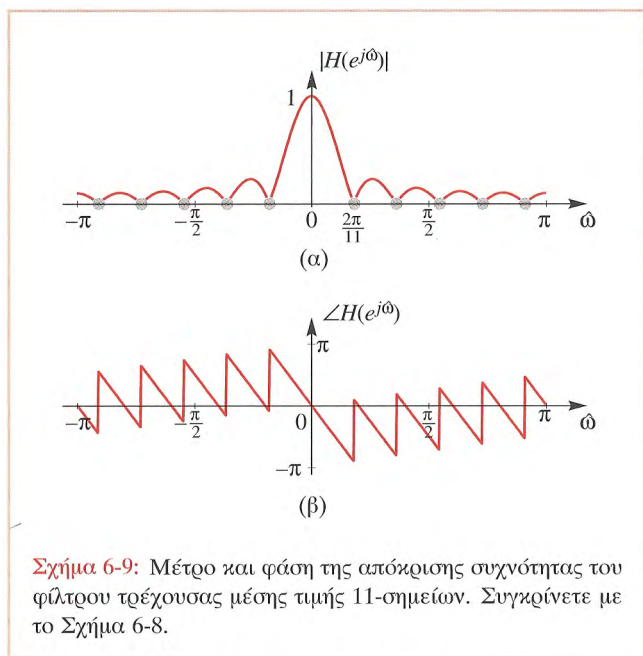 |H(e^{jω̂})|
1
−π
−π/2
0
2π/11
π/2
π
ω̂
(α)
∠H(e^{jω̂})
π
−π
−π/2
0
π/2
π
ω̂
−π
(β)
Σχήμα 6-9: Μέτρο και φάση της απόκρισης συχνότητας του
φίλτρου τρέχουσας μέσης τιμής 11-σημείων. Συγκρίνετε με
το Σχήμα 6-8.